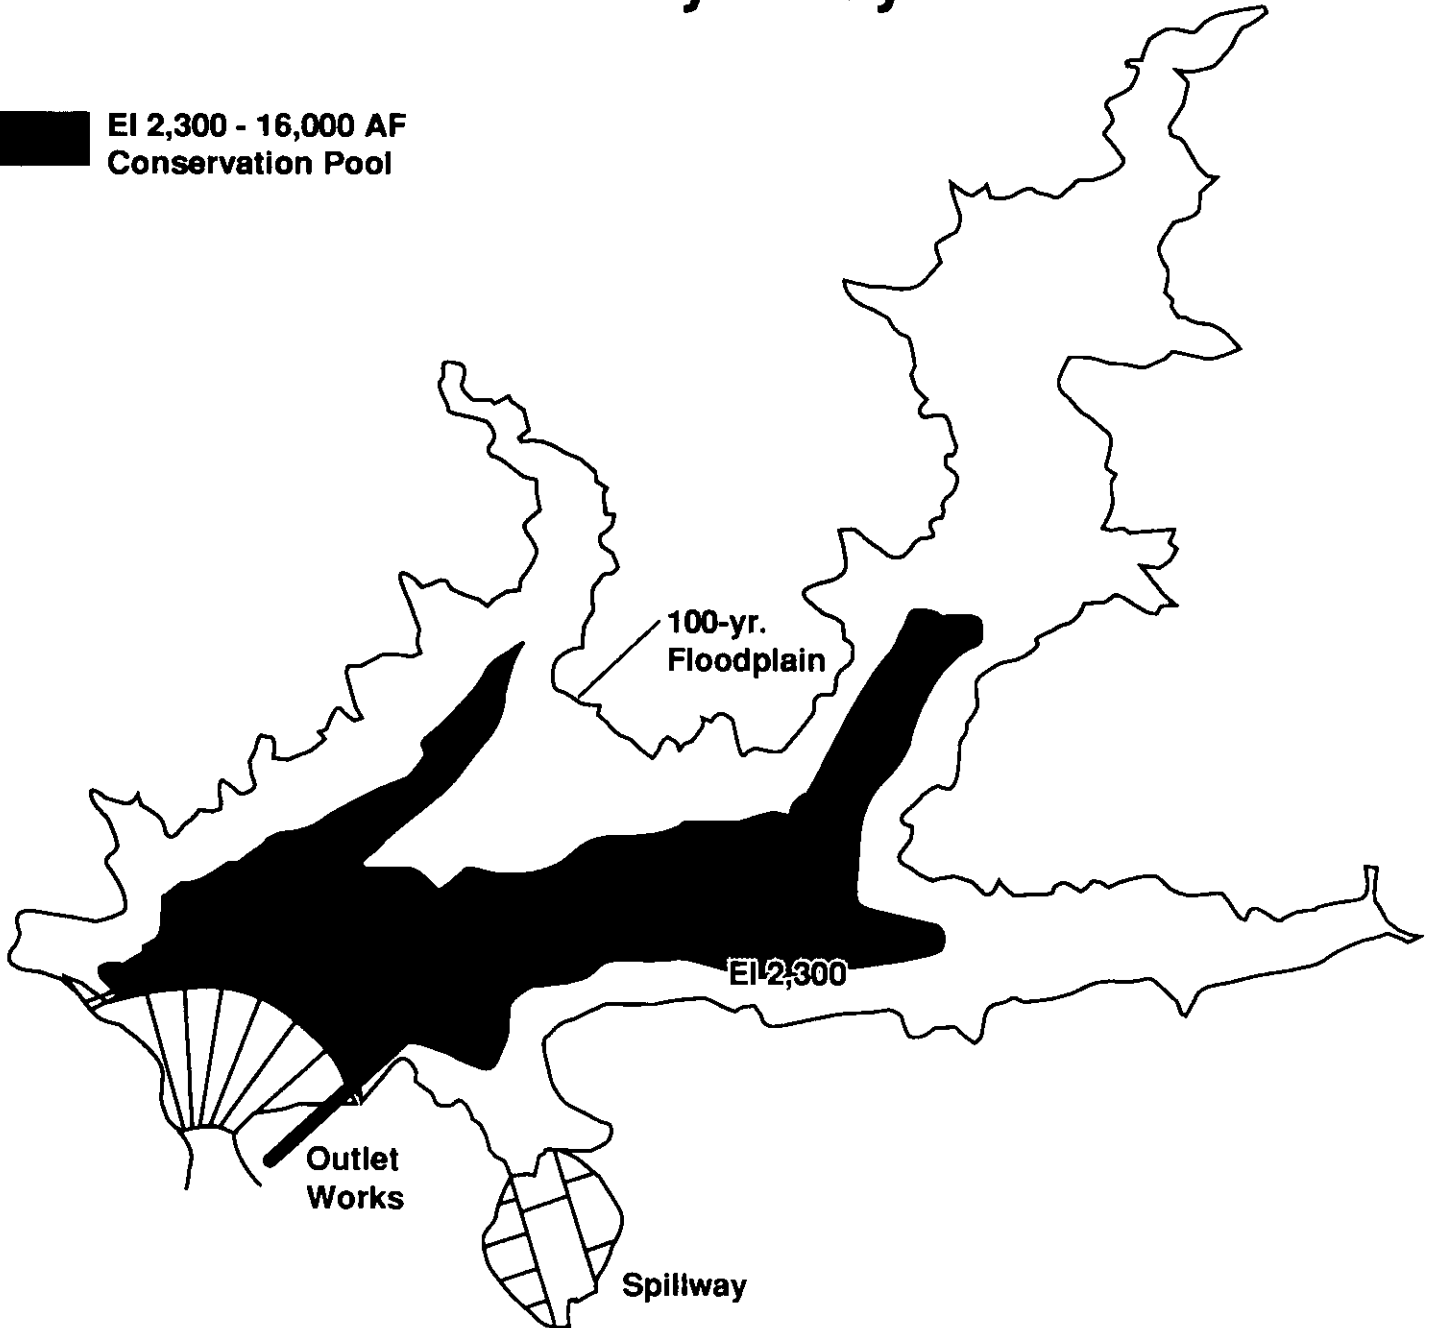 El 2,300 - 16,000 AF
Conservation Pool
100-yr.
Floodplain
El 2,300
Outlet
Works
Spillway